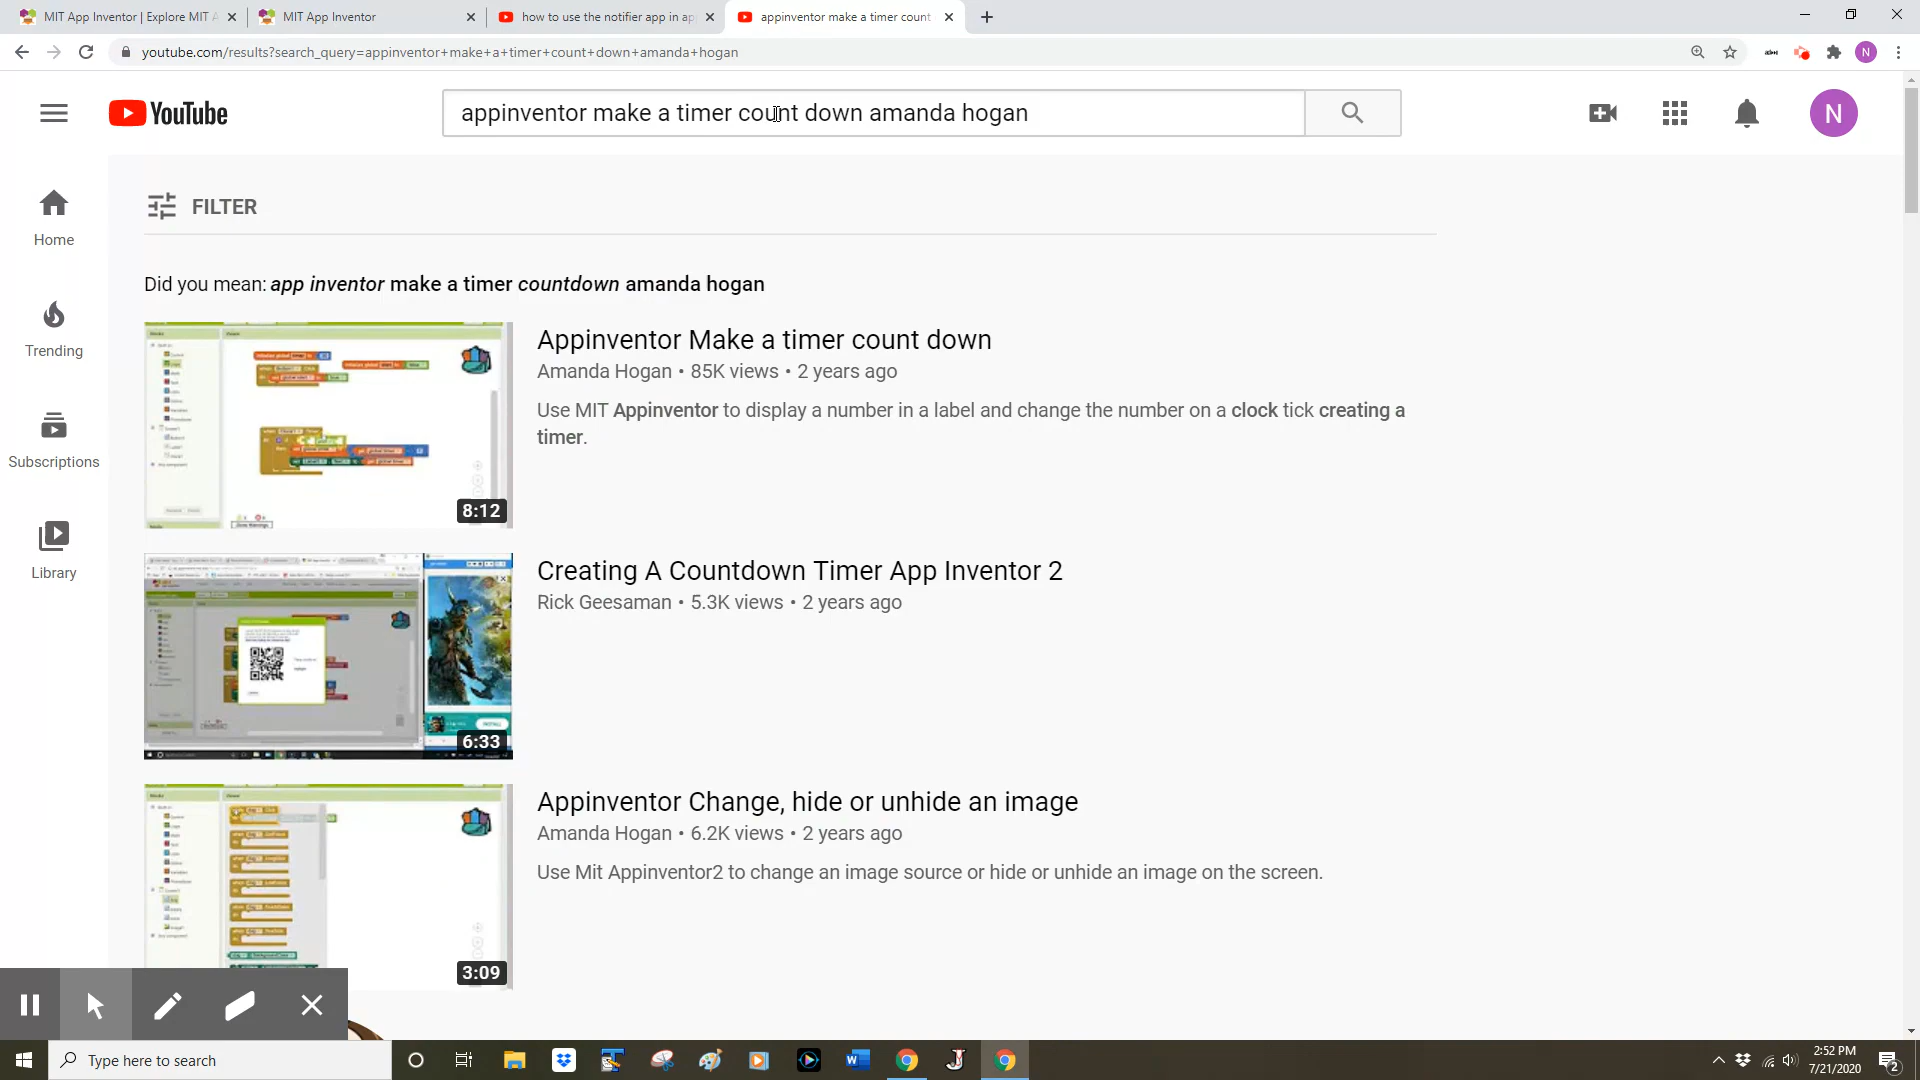 MIT App Inventor | Explore MIT A
MIT App Inventor
how to use the notifier app in ap
appinventor make a timer count
youtube.com/results?search_query=appinventor+make+a+timer+count+down+amanda+hogan
N
YouTube
appinventor make a timer count down amanda hogan
N
FILTER
Home
Did you mean: app inventor make a timer countdown amanda hogan
Trending
Appinventor Make a timer count down
Amanda Hogan • 85K views • 2 years ago
Use MIT Appinventor to display a number in a label and change the number on a clock tick creating a
timer.
Subscriptions
8:12
Library
Creating A Countdown Timer App Inventor 2
Rick Geesaman • 5.3K views • 2 years ago
6:33
Appinventor Change, hide or unhide an image
Amanda Hogan • 6.2K views • 2 years ago
Use Mit Appinventor2 to change an image source or hide or unhide an image on the screen.
3:09
Type here to search
2:52 PM
7/21/2020
2